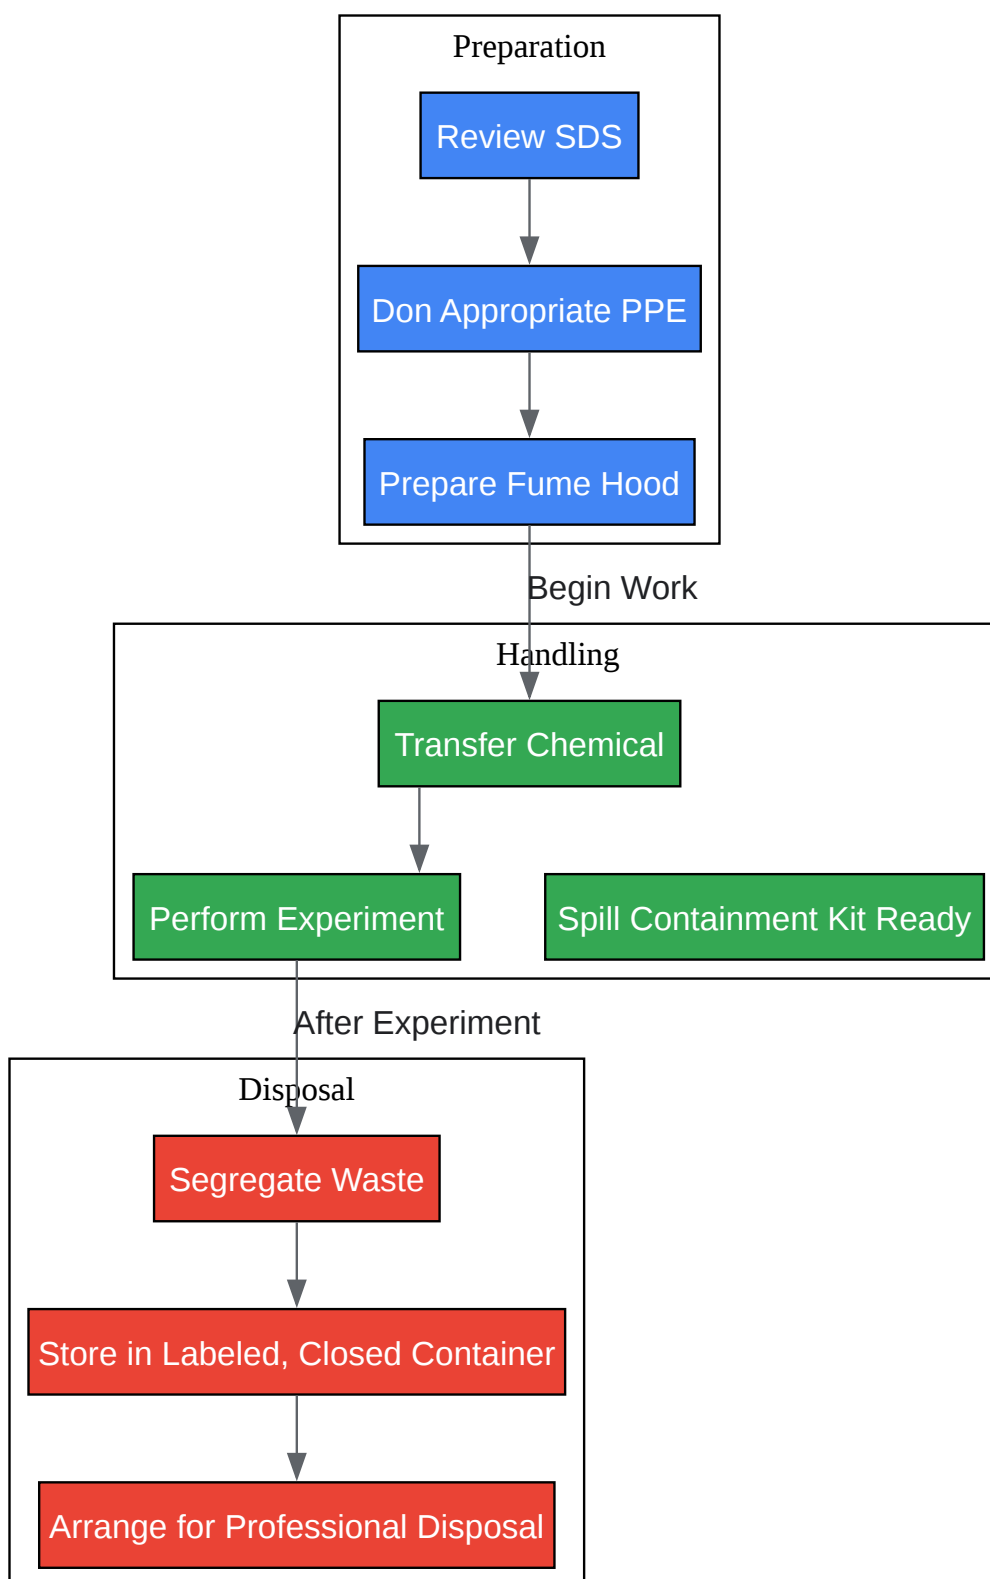 Preparation
Review SDS
Don Appropriate PPE
Prepare Fume Hood
Begin Work
Handling
Transfer Chemical
Perform Experiment
Spill Containment Kit Ready
After Experiment
Disposal
Segregate Waste
Store in Labeled, Closed Container
Arrange for Professional Disposal